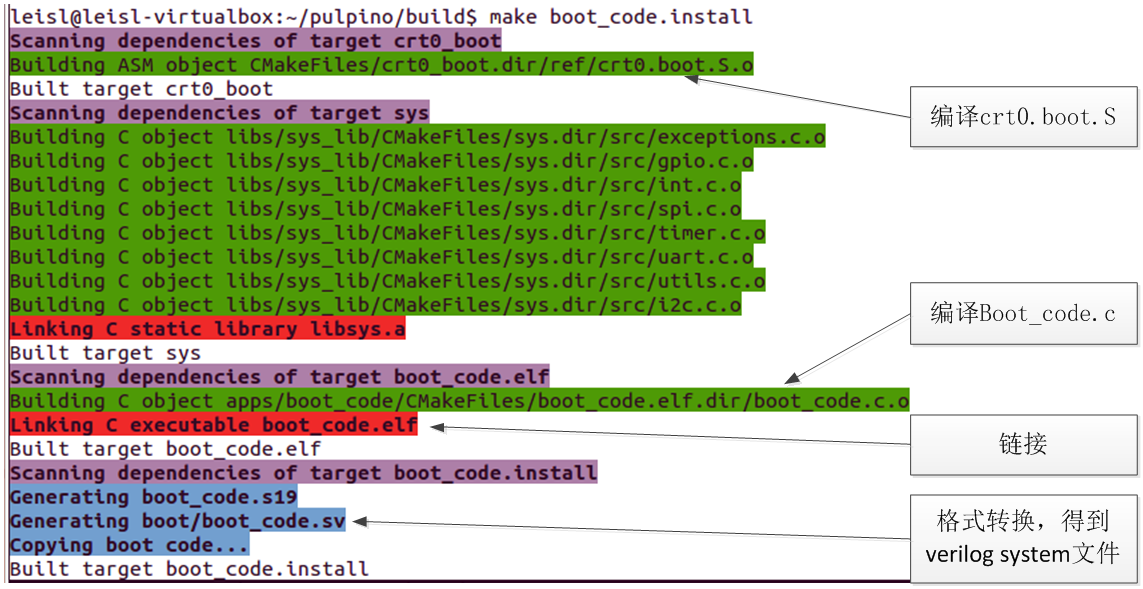 leisl@leisl-virtualbox:~/pulpino/build$ make boot_code.install
Scanning dependencies of target crt0_boot
Building ASM object CMakeFiles/crt0_boot.dir/ref/crt0.boot.S.o
Built target crt0_boot
Scanning dependencies of target sys
Building C object libs/sys_lib/CMakeFiles/sys.dir/src/exceptions.c.o
Building C object libs/sys_lib/CMakeFiles/sys.dir/src/gpio.c.o
Building C object libs/sys_lib/CMakeFiles/sys.dir/src/int.c.o
Building C object libs/sys_lib/CMakeFiles/sys.dir/src/spi.c.o
Building C object libs/sys_lib/CMakeFiles/sys.dir/src/timer.c.o
Building C object libs/sys_lib/CMakeFiles/sys.dir/src/uart.c.o
Building C object libs/sys_lib/CMakeFiles/sys.dir/src/utils.c.o
Building C object libs/sys_lib/CMakeFiles/sys.dir/src/i2c.c.o
Linking C static library libsys.a
Built target sys
Scanning dependencies of target boot_code.elf
Building C object apps/boot_code/CMakeFiles/boot_code.elf.dir/boot_code.c.o
Linking C executable boot_code.elf
Built target boot_code.elf
Scanning dependencies of target boot_code.install
Generating boot_code.s19
Generating boot/boot_code.sv
Copying boot code...
Built target boot_code.install
编译crt0.boot.S
编译Boot_code.c
链接
格式转换，得到
verilog system文件